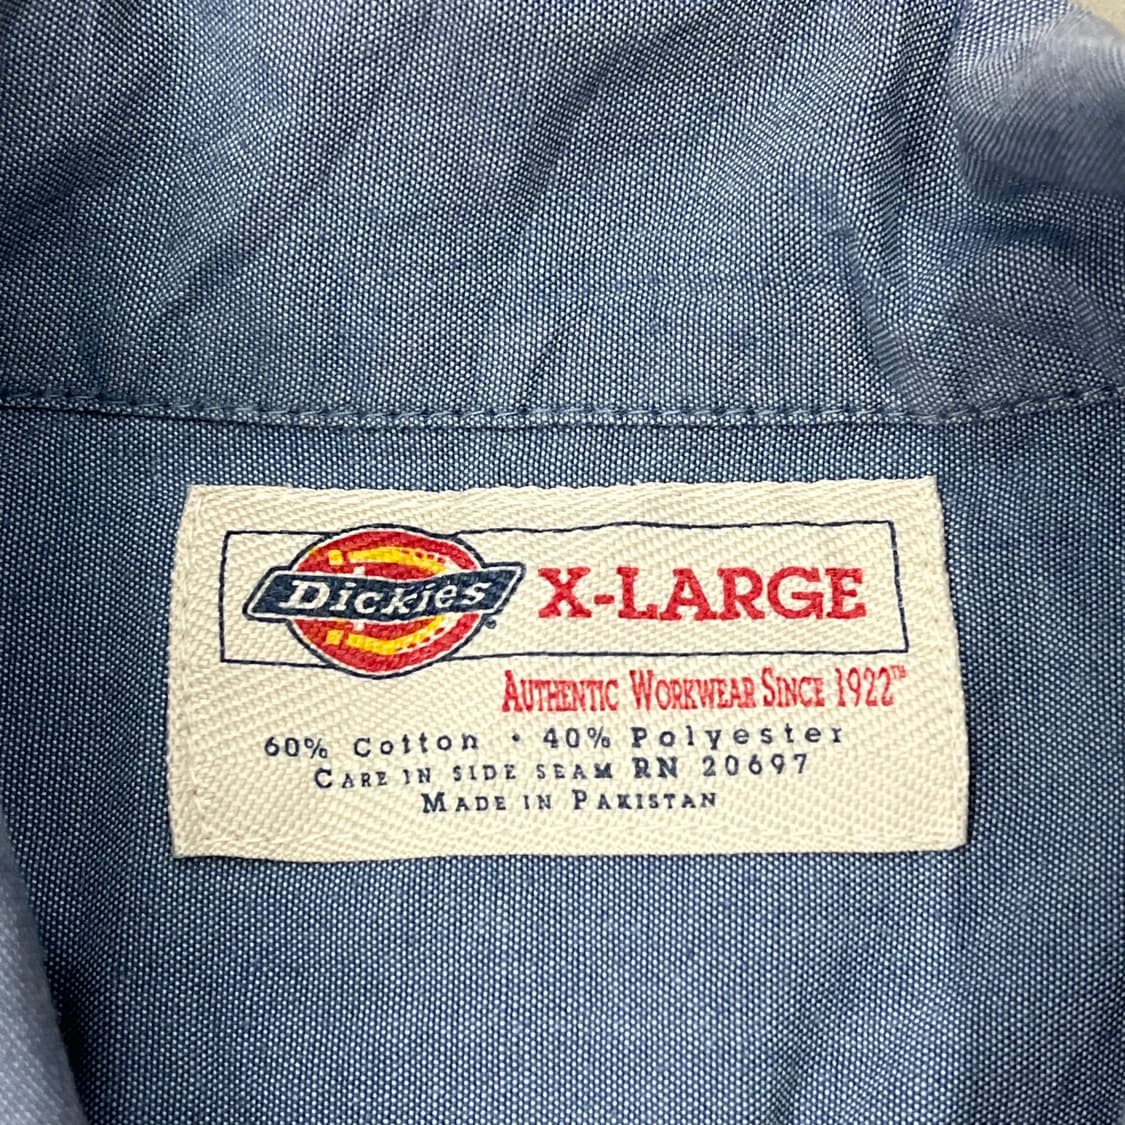 Dickies® X-LARGE
AUTHENTIC WORKWEAR SINCE 1922™
60% Cotton • 40% Polyester
CARE IN SIDE SEAM RN 20697
MADE IN PAKISTAN